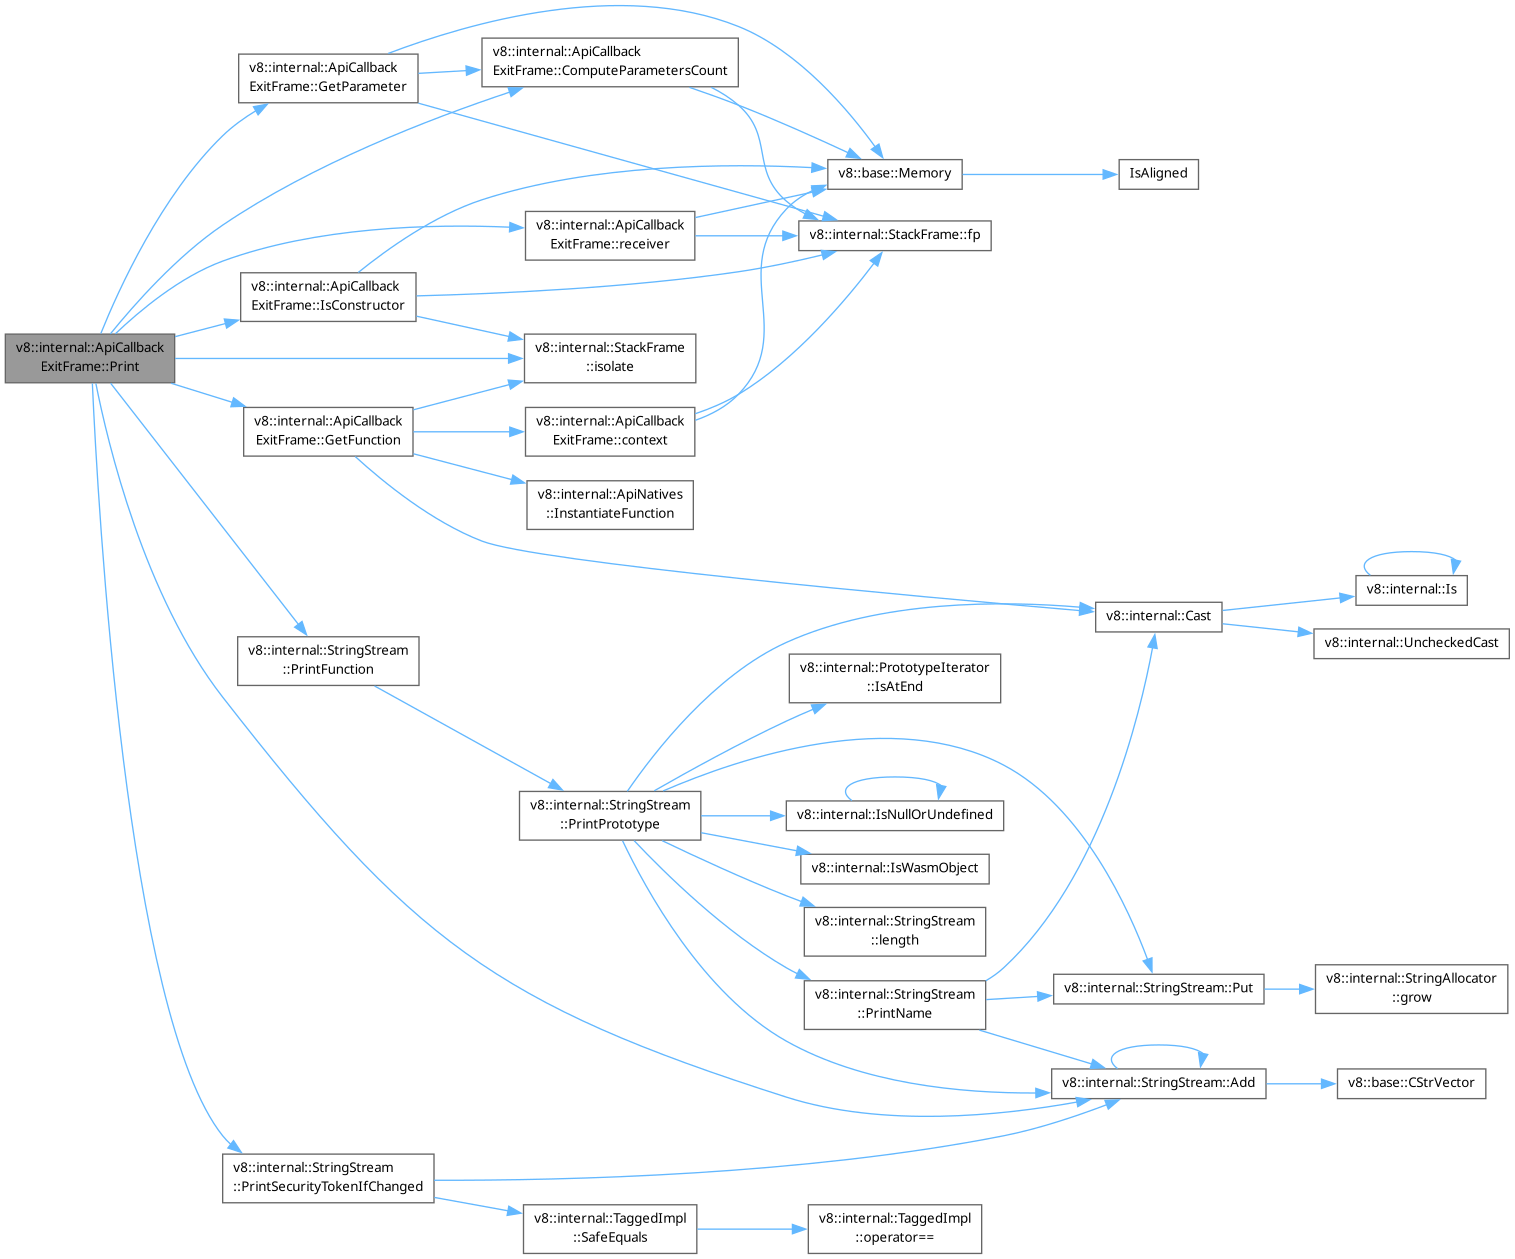 v8::internal::ApiCallback
ExitFrame::Print
v8::internal::ApiCallback
ExitFrame::GetParameter
v8::internal::ApiCallback
ExitFrame::ComputeParametersCount
v8::base::Memory
IsAligned
v8::internal::ApiCallback
ExitFrame::receiver
v8::internal::StackFrame::fp
v8::internal::ApiCallback
ExitFrame::IsConstructor
v8::internal::StackFrame
::isolate
v8::internal::ApiCallback
ExitFrame::GetFunction
v8::internal::ApiCallback
ExitFrame::context
v8::internal::ApiNatives
::InstantiateFunction
v8::internal::Cast
v8::internal::Is
v8::internal::UncheckedCast
v8::internal::StringStream
::PrintFunction
v8::internal::PrototypeIterator
::IsAtEnd
v8::internal::StringStream
::PrintPrototype
v8::internal::IsNullOrUndefined
v8::internal::IsWasmObject
v8::internal::StringStream
::length
v8::internal::StringStream
::PrintName
v8::internal::StringStream::Put
v8::internal::StringAllocator
::grow
v8::internal::StringStream::Add
v8::base::CStrVector
v8::internal::StringStream
::PrintSecurityTokenIfChanged
v8::internal::TaggedImpl
::SafeEquals
v8::internal::TaggedImpl
::operator==